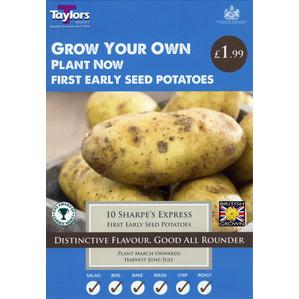 Taylors
GROW YOUR OWN
PLANT NOW
FIRST EARLY SEED POTATOES
£1.99
10 SHARPE'S EXPRESS
FIRST EARLY SEED POTATOES
BRITISH
GROWN
DISTINCTIVE FLAVOUR, GOOD ALL ROUNDER
PLANT MARCH ONWARDS
HARVEST JUNE/JULY
SALAD BOIL BAKE MASH CHIP ROAST